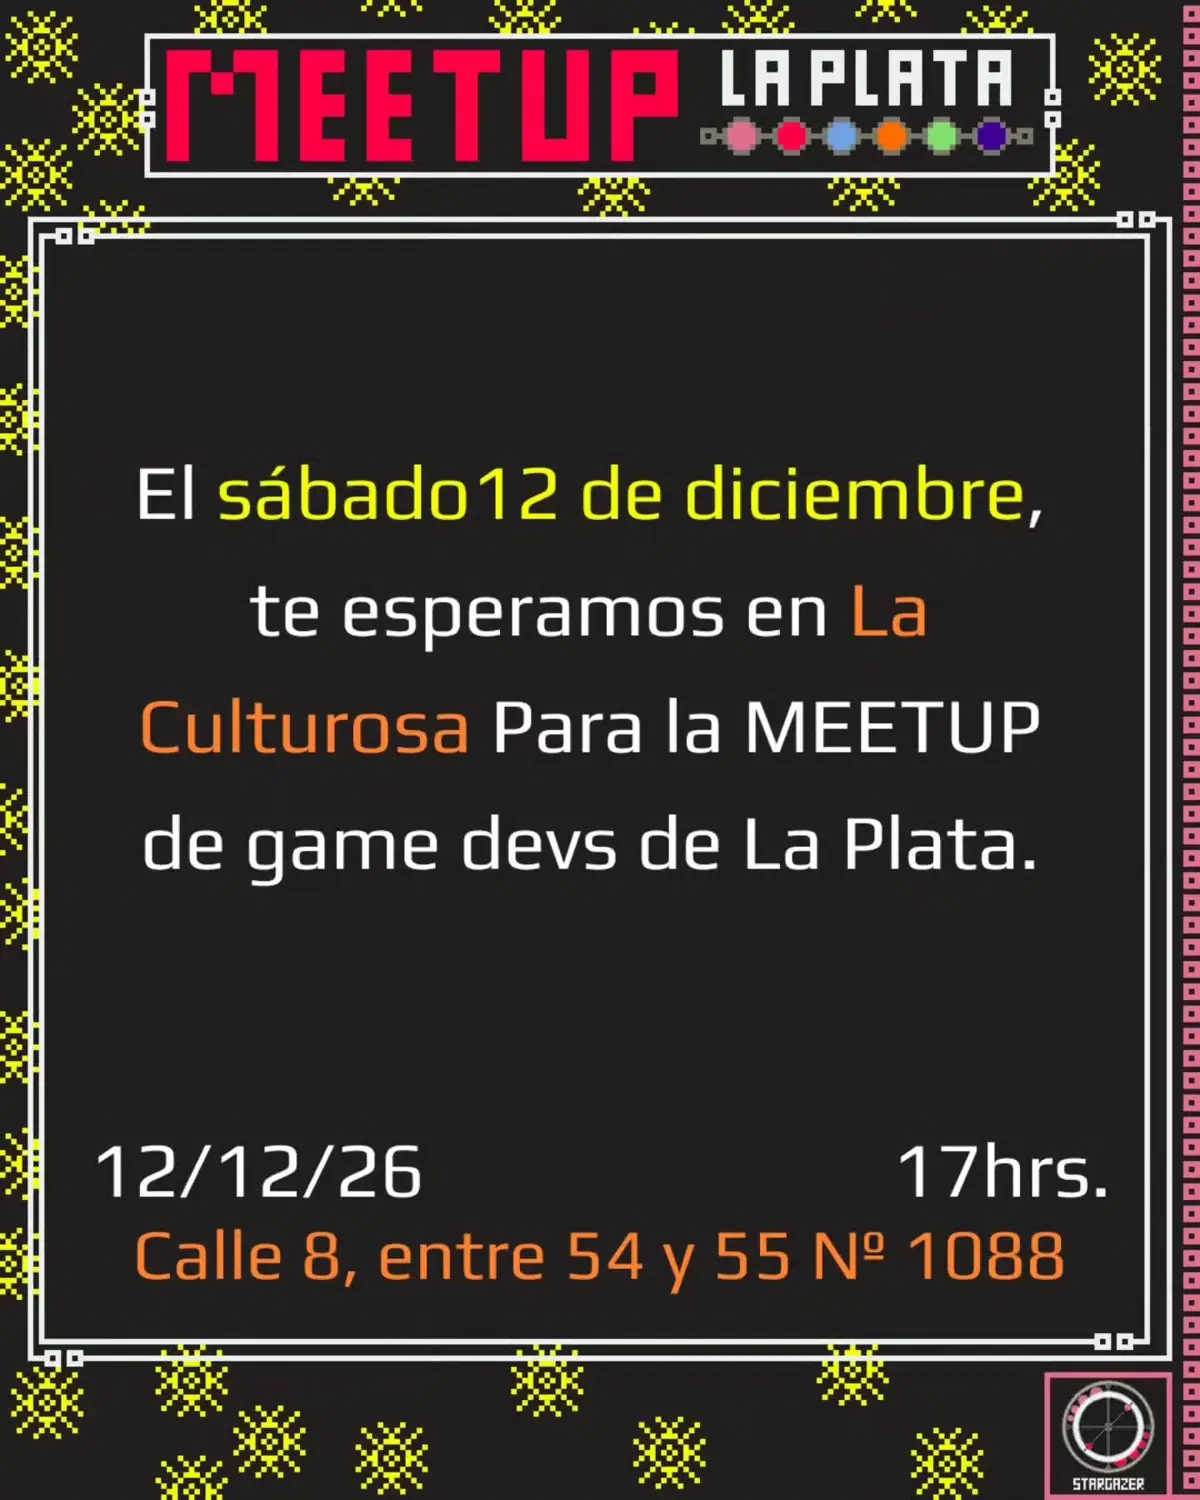 MEETUP LA PLATA
El sábado12 de diciembre,
te esperamos en La
Culturosa Para la MEETUP
de game devs de La Plata.
12/12/26 17hrs.
Calle 8, entre 54 y 55 Nº 1088
STARGAZER